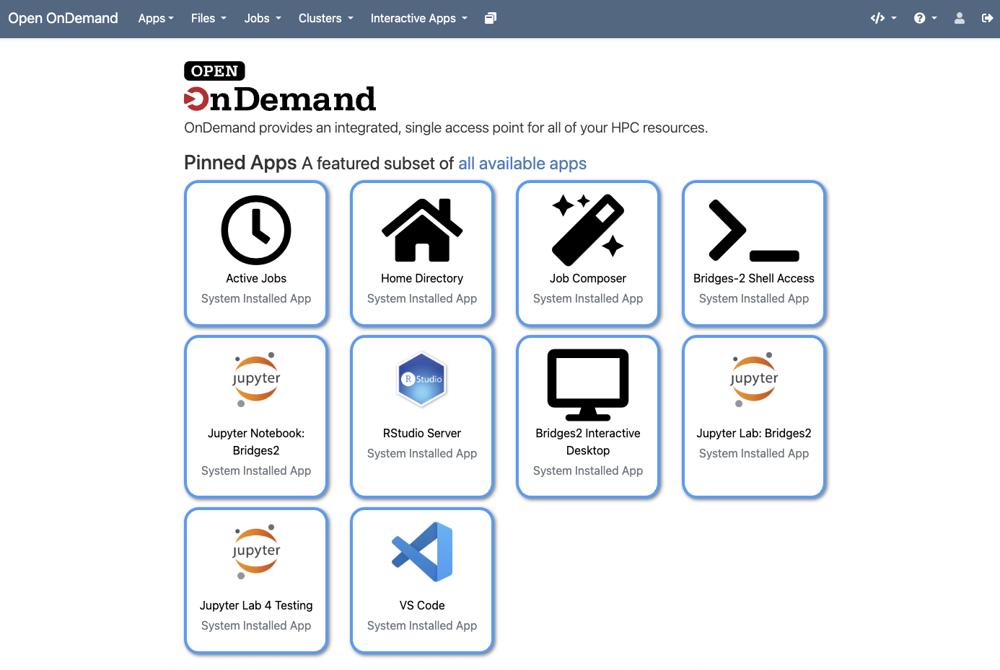 Open OnDemand Apps Files Jobs Clusters Interactive Apps
OPEN
OnDemand
OnDemand provides an integrated, single access point for all of your HPC resources.
Pinned Apps A featured subset of all available apps
Active Jobs
System Installed App
Home Directory
System Installed App
Job Composer
System Installed App
Bridges-2 Shell Access
System Installed App
jupyter
Jupyter Notebook:
Bridges2
System Installed App
R Studio
RStudio Server
System Installed App
Bridges2 Interactive
Desktop
System Installed App
jupyter
Jupyter Lab: Bridges2
System Installed App
jupyter
Jupyter Lab 4 Testing
System Installed App
VS Code
System Installed App